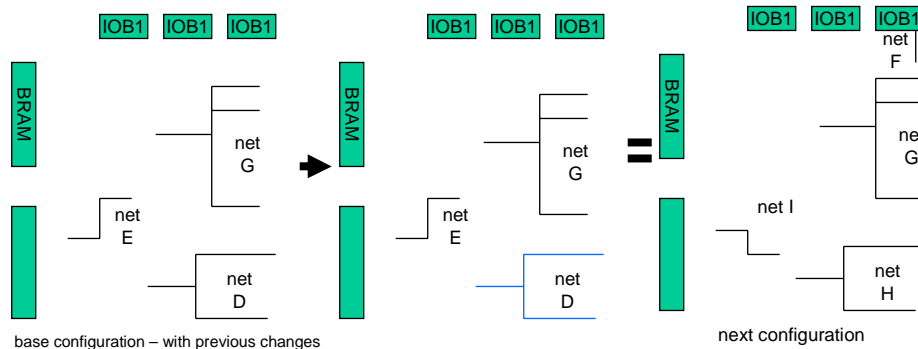 IOB1 IOB1 IOB1
BRAM
net
G
net
E
net
D
base configuration – with previous changes
IOB1 IOB1 IOB1
BRAM
net
G
net
E
net
D
IOB1 IOB1 IOB1
net
F
BRAM
net
G
net I
net
H
next configuration